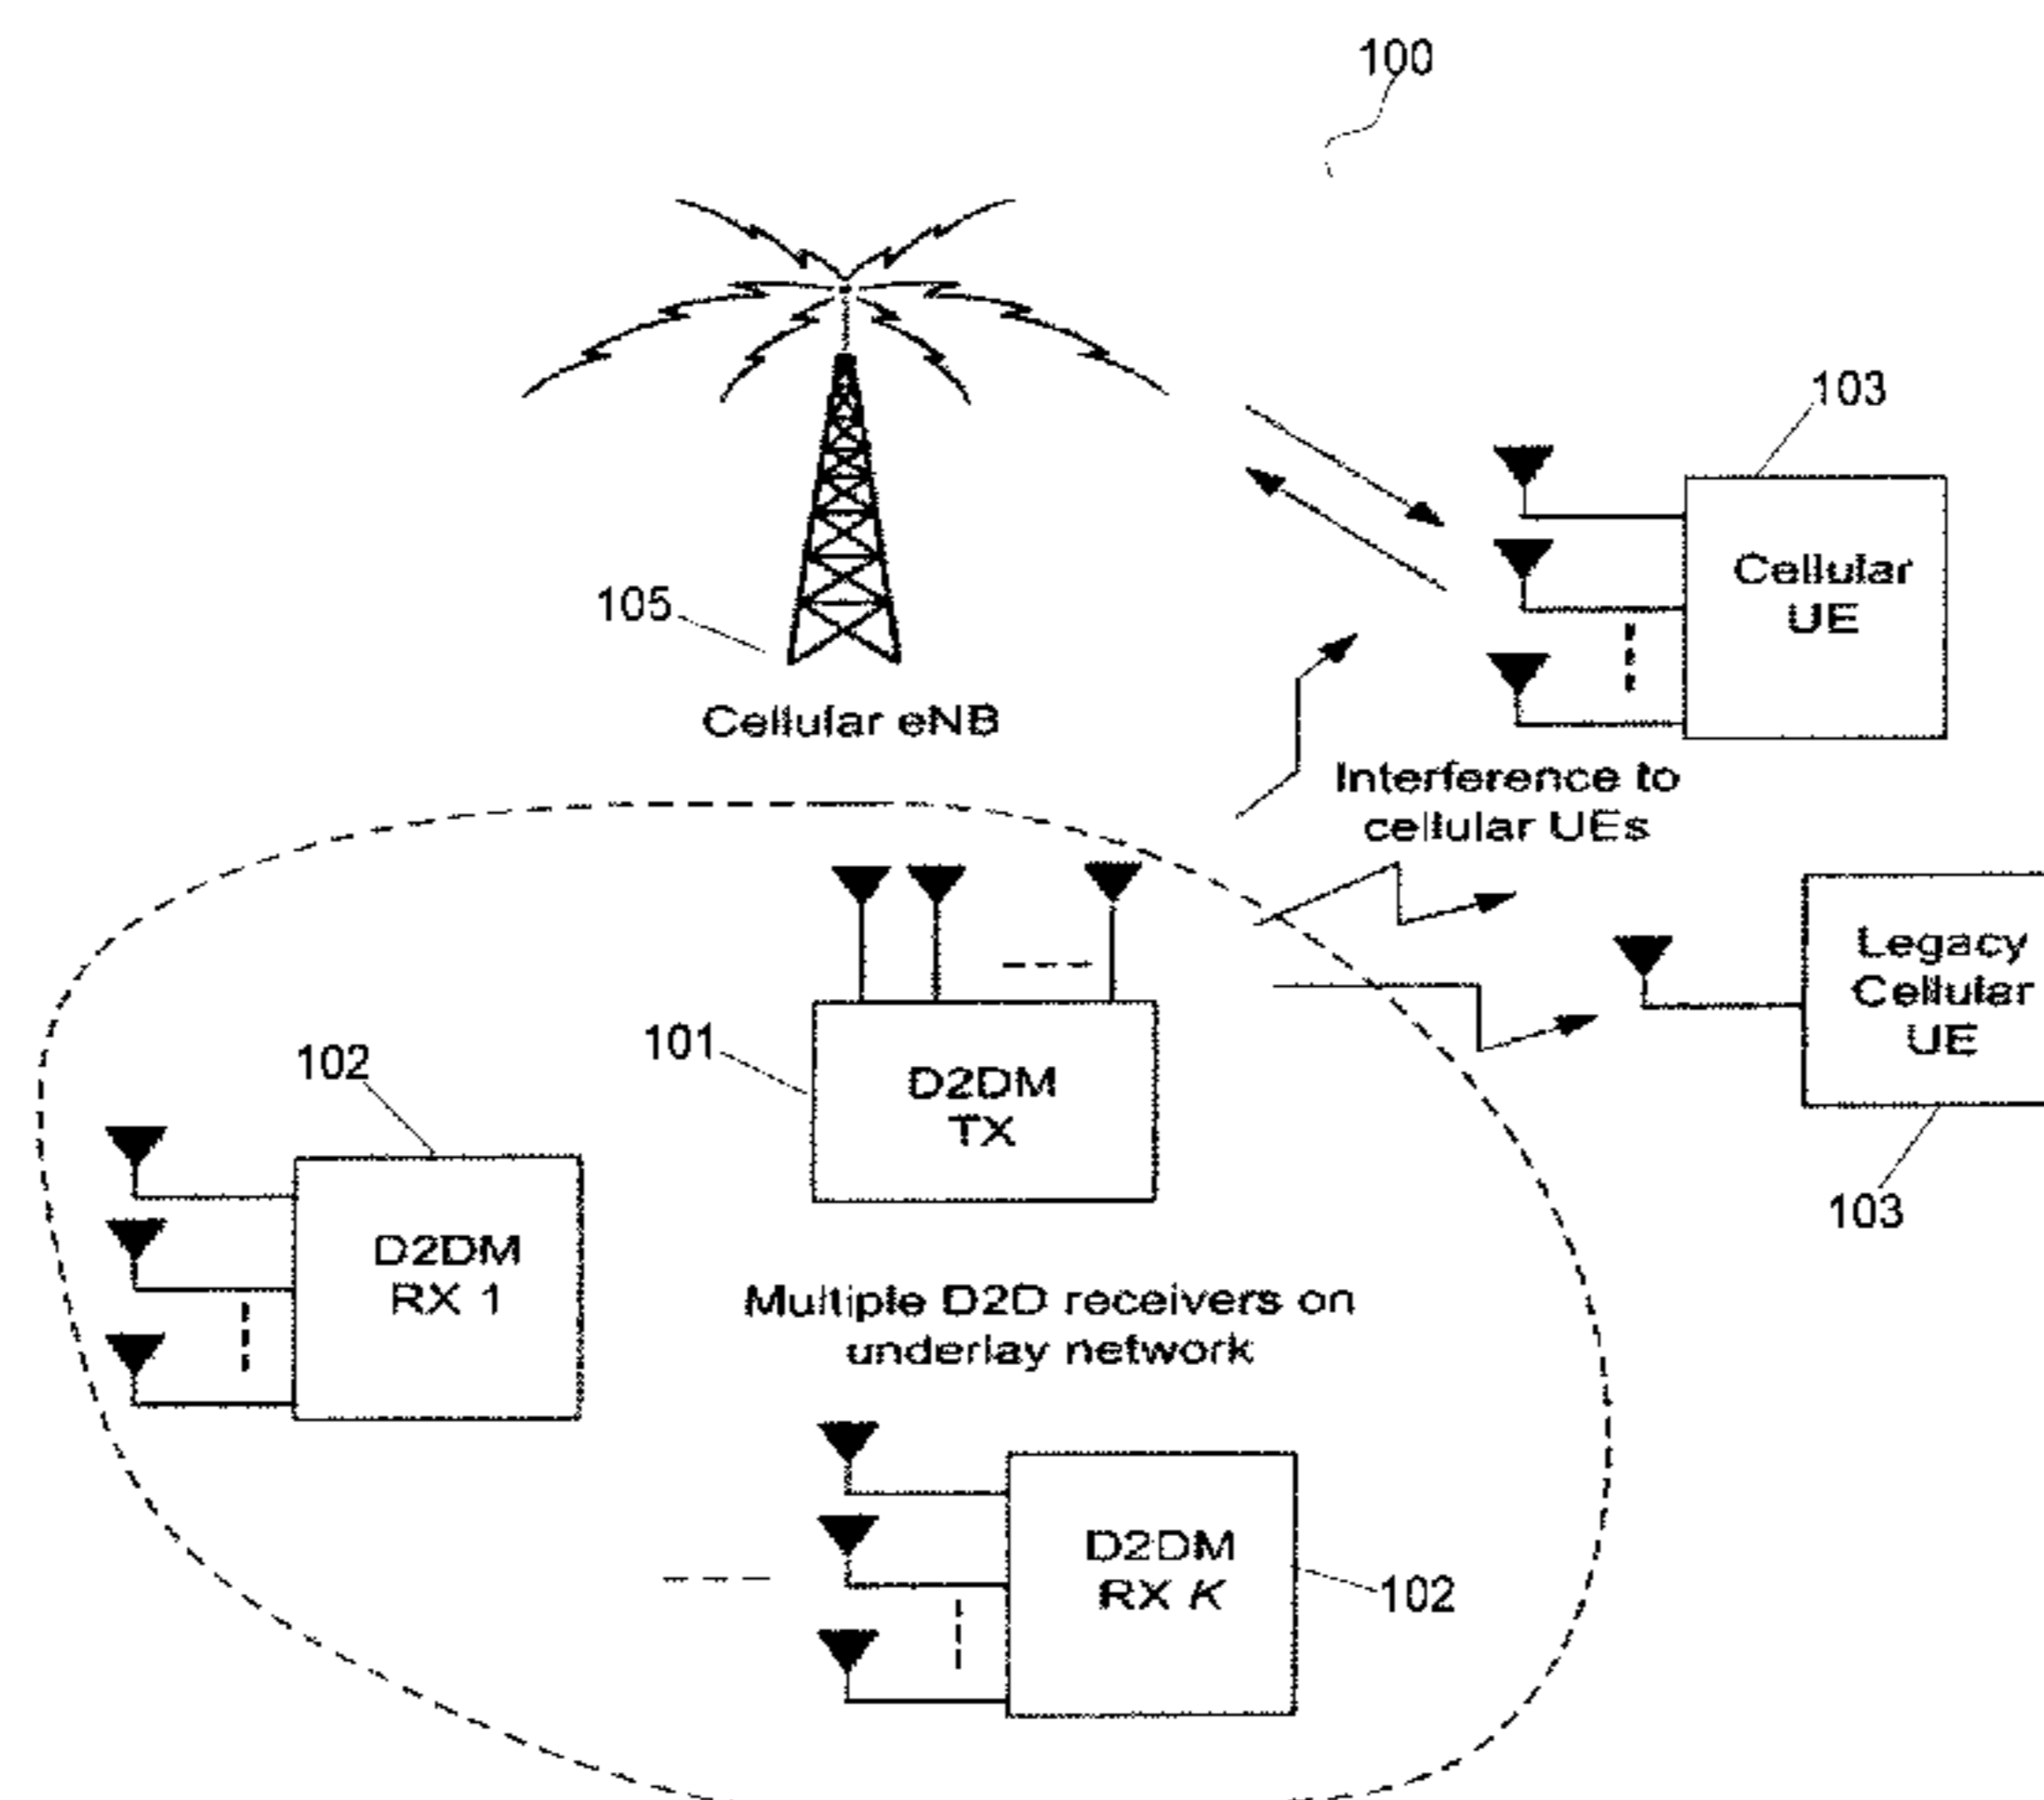 100
103
Cellular
UE
105
Cellular eNB
Interference to
cellular UEs
Legacy
Cellular
UE
103
101
D2DM
TX
102
D2DM
RX 1
Multiple D2D receivers on
underlay network
D2DM
RX K
102